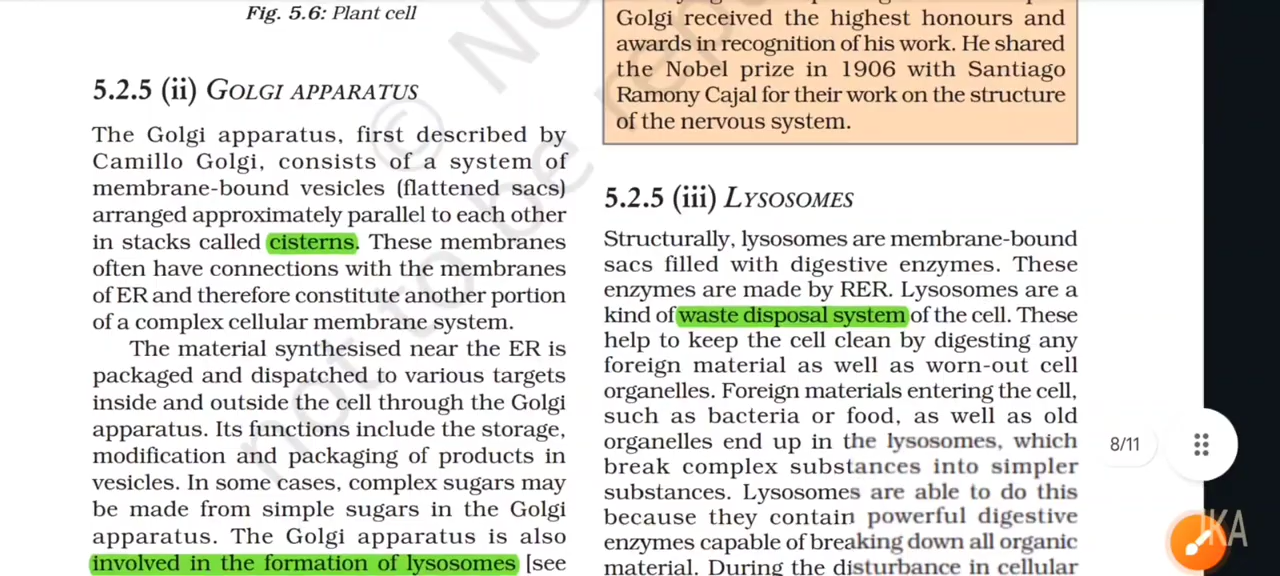 Fig. 5.6: Plant cell
5.2.5 (ii) GOLGI APPARATUS
The Golgi apparatus, first described by
Camillo Golgi, consists of a system of
membrane-bound vesicles (flattened sacs)
arranged approximately parallel to each other
in stacks called cisterns. These membranes
often have connections with the membranes
of ER and therefore constitute another portion
of a complex cellular membrane system.
The material synthesised near the ER is
packaged and dispatched to various targets
inside and outside the cell through the Golgi
apparatus. Its functions include the storage,
modification and packaging of products in
vesicles. In some cases, complex sugars may
be made from simple sugars in the Golgi
apparatus. The Golgi apparatus is also
involved in the formation of lysosomes [see
Golgi received the highest honours and
awards in recognition of his work. He shared
the Nobel prize in 1906 with Santiago
Ramony Cajal for their work on the structure
of the nervous system.
5.2.5 (iii) LYSOSOMES
Structurally, lysosomes are membrane-bound
sacs filled with digestive enzymes. These
enzymes are made by RER. Lysosomes are a
kind of waste disposal system of the cell. These
help to keep the cell clean by digesting any
foreign material as well as worn-out cell
organelles. Foreign materials entering the cell,
such as bacteria or food, as well as old
organelles end up in the lysosomes, which
break complex substances into simpler
substances. Lysosomes are able to do this
because they contain powerful digestive
enzymes capable of breaking down all organic
material. During the disturbance in cellular
8/11
not to be